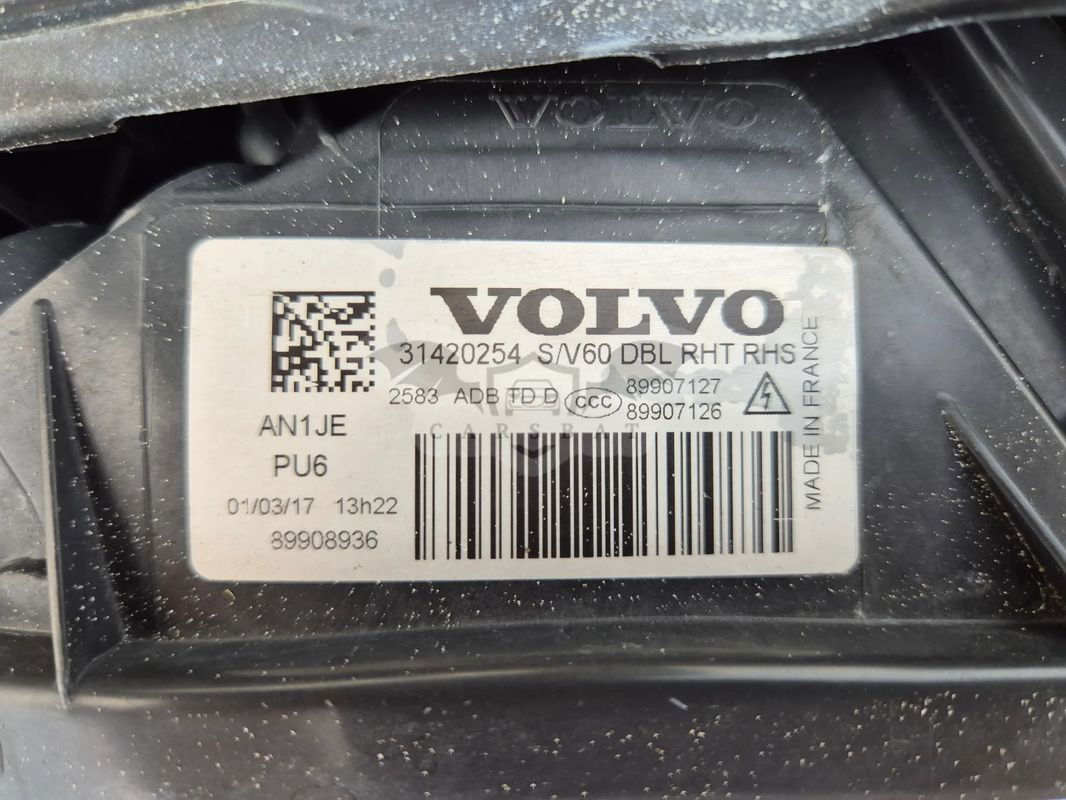 VOLVO
VOLVO
31420254 S/V60 DBL RHT RHS
2583 ADB TD D CCC 89907127
89907126
MADE IN FRANCE
CARSBAT
AN1JE
PU6
01/03/17 13h22
89908936